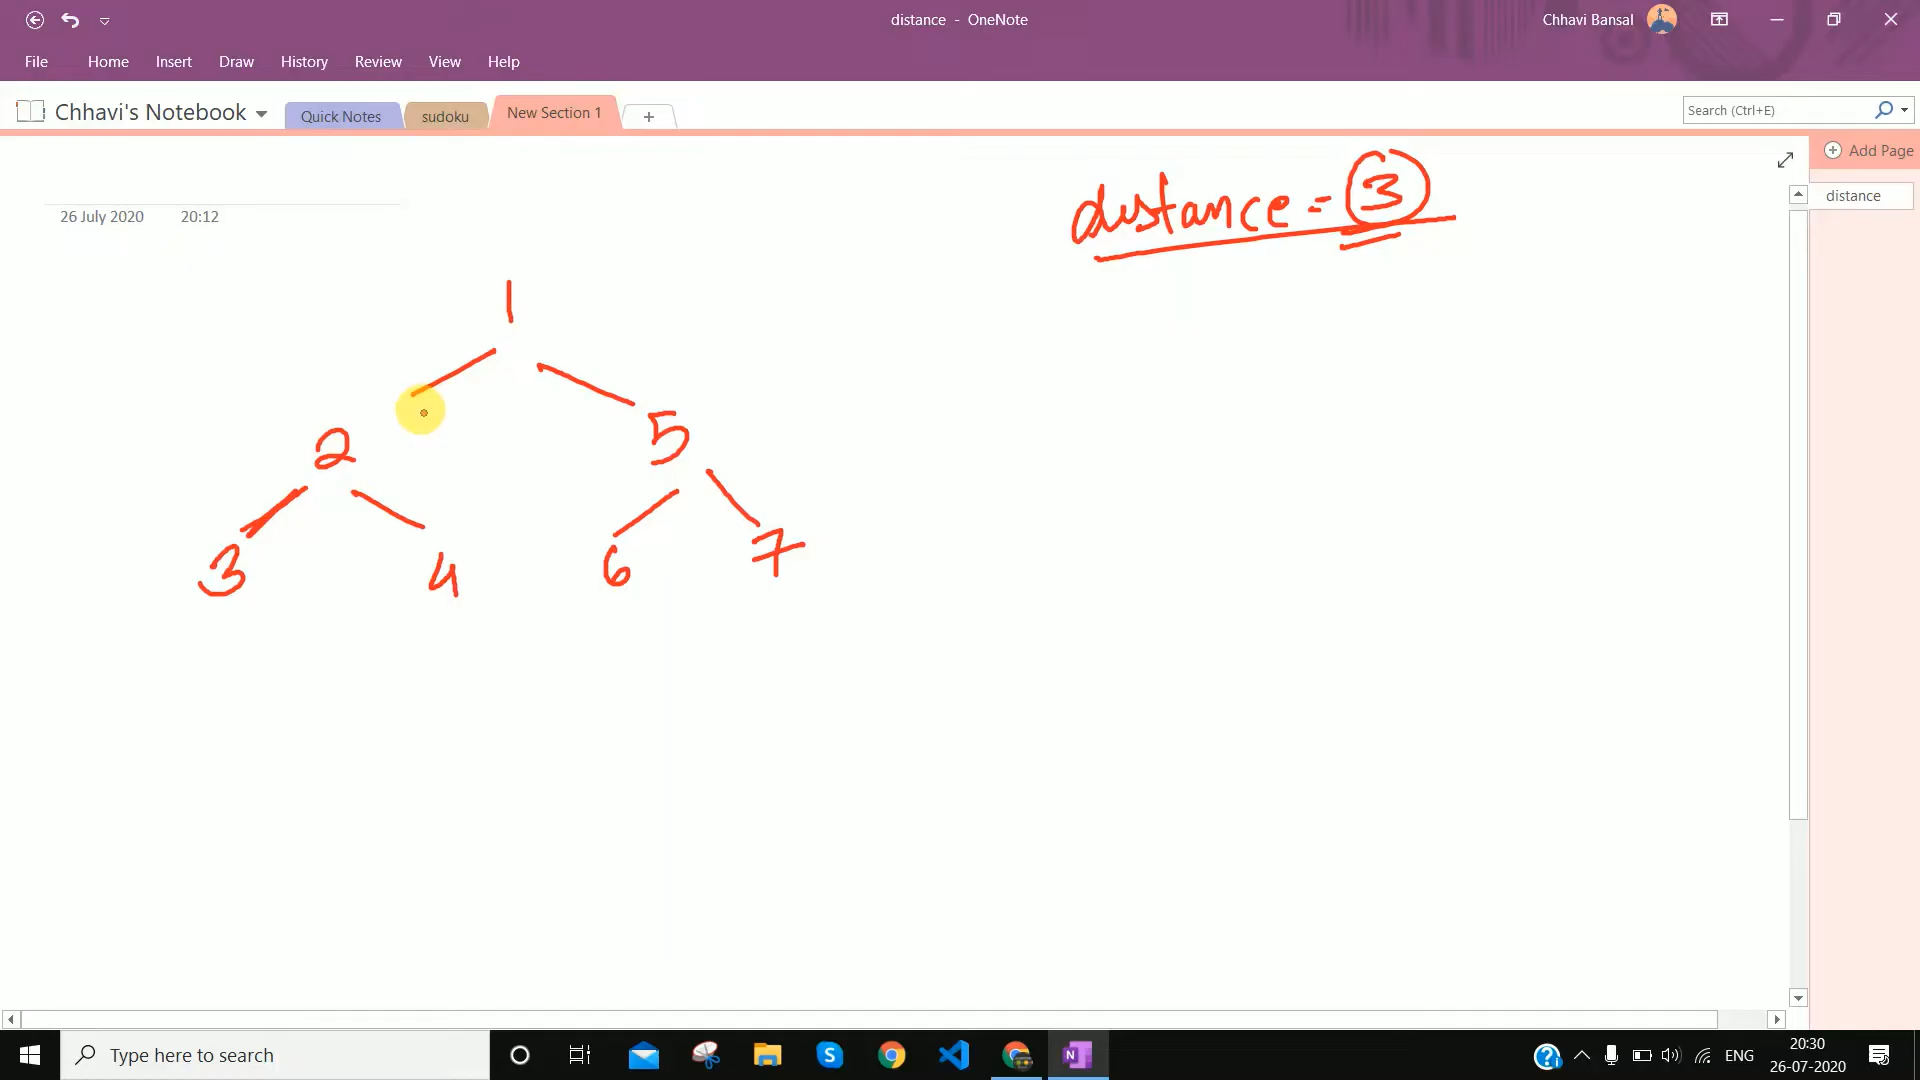 distance - OneNote
Chhavi Bansal
File Home Insert Draw History Review View Help
Chhavi's Notebook
Quick Notes
sudoku
New Section 1
+
Search (Ctrl+E)
Add Page
distance
26 July 2020 20:12
distance = 3
1
2 5
3 4 6 7
Type here to search
ENG
20:30
26-07-2020